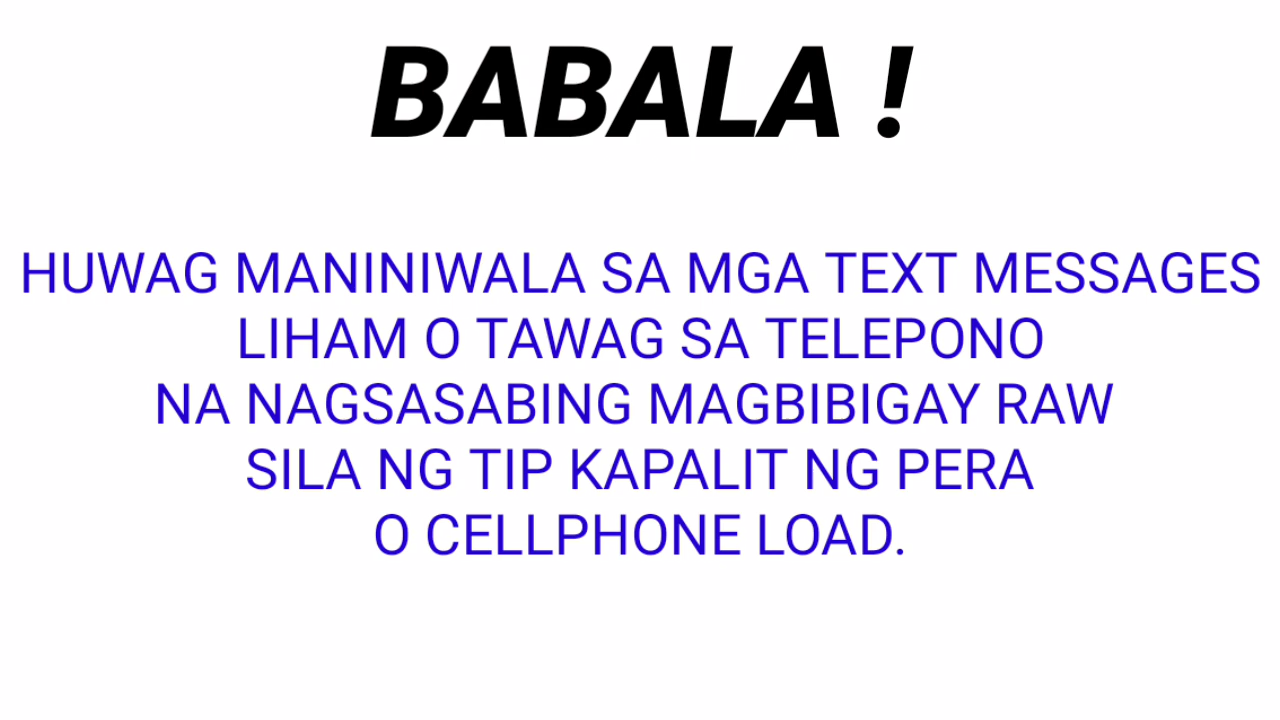 BABALA !
HUWAG MANINIWALA SA MGA TEXT MESSAGES
LIHAM O TAWAG SA TELEPONO
NA NAGSASABING MAGBIBIGAY RAW
SILA NG TIP KAPALIT NG PERA
O CELLPHONE LOAD.